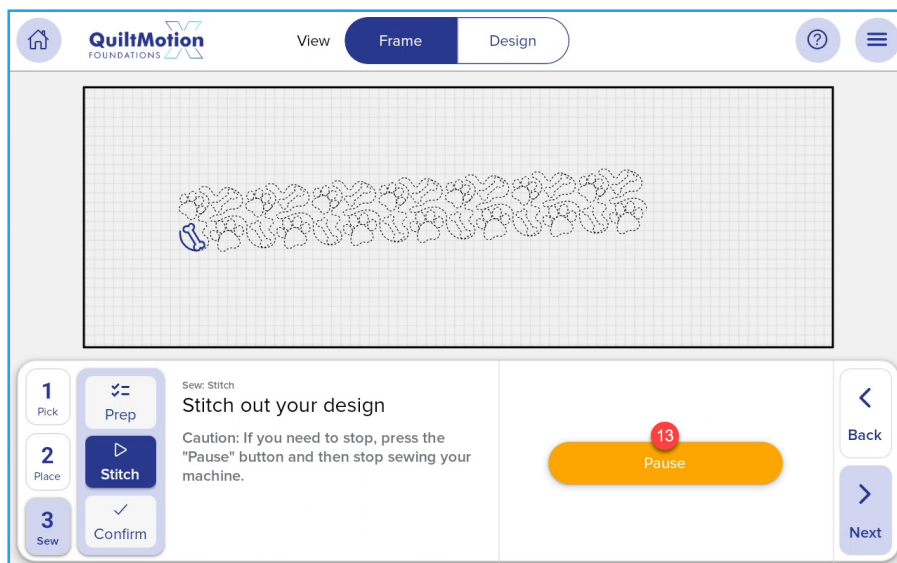 QuiltMotion
FOUNDATIONS
View
Frame
Design
1
Pick
2
Place
3
Sew
Prep
Stitch
Confirm
Sew: Stitch
Stitch out your design
Caution: If you need to stop, press the
"Pause" button and then stop sewing your
machine.
13
Pause
Back
Next